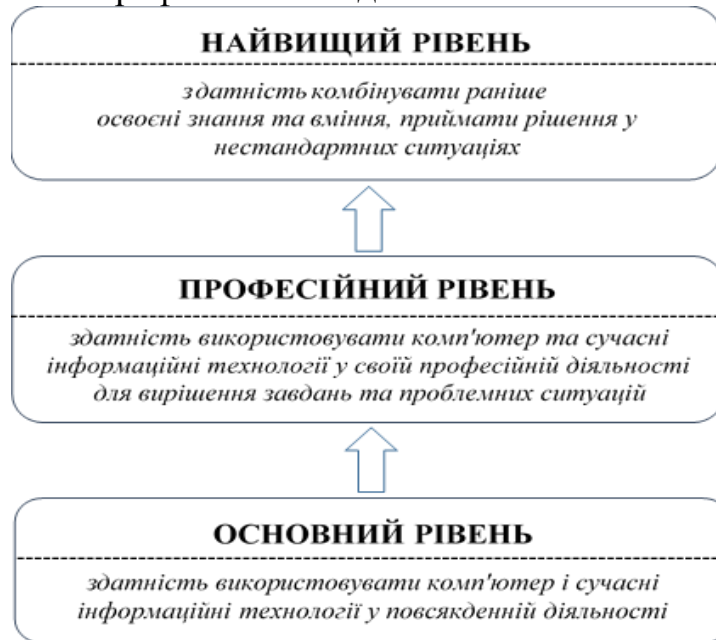 НАЙВИЩИЙ РІВЕНЬ
здатність комбінувати раніше
освоєні знання та вміння, приймати рішення у
нестандартних ситуаціях
ПРОФЕСІЙНИЙ РІВЕНЬ
здатність використовувати комп'ютер та сучасні
інформаційні технології у своїй професійній діяльності
для вирішення завдань та проблемних ситуацій
ОСНОВНИЙ РІВЕНЬ
здатність використовувати комп'ютер і сучасні
інформаційні технології у повсякденній діяльності